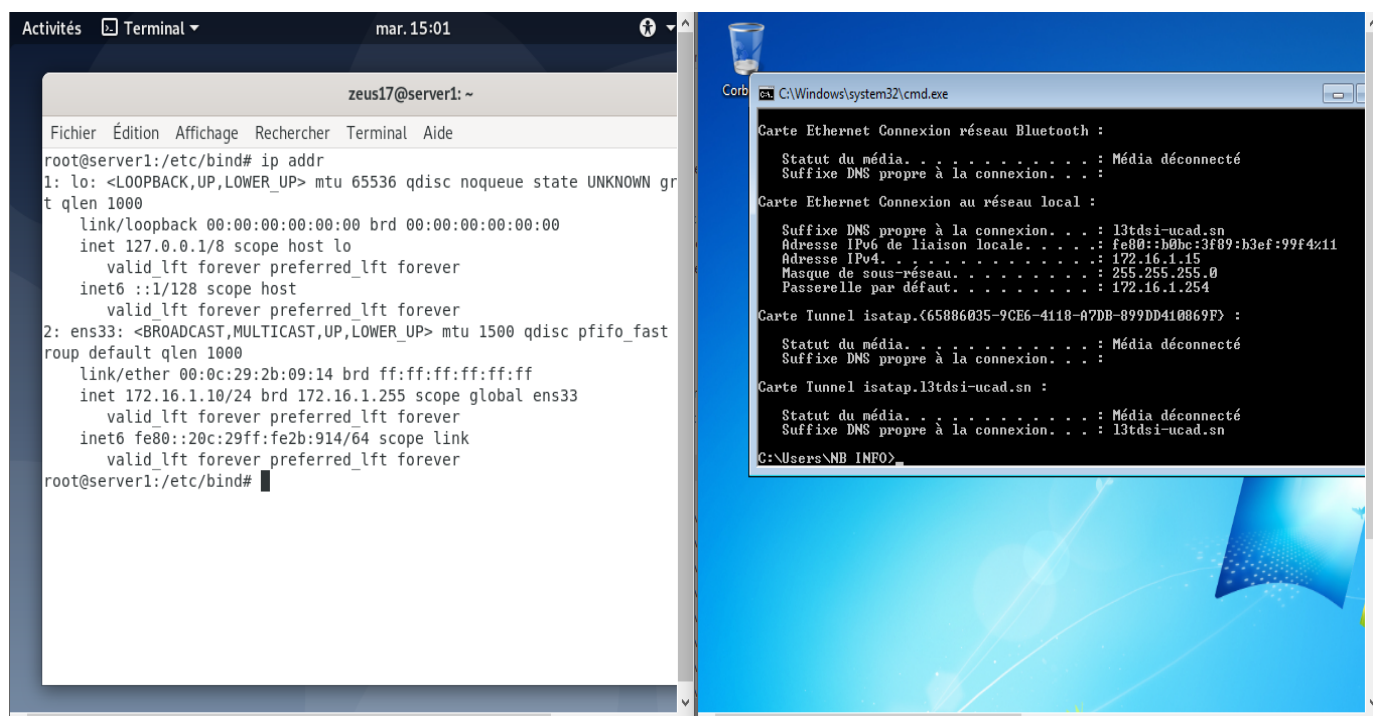 Activités Terminal mar. 15:01
zeus17@server1: ~
Fichier Édition Affichage Rechercher Terminal Aide
root@server1:/etc/bind# ip addr
1: lo: <LOOPBACK,UP,LOWER_UP> mtu 65536 qdisc noqueue state UNKNOWN gr
t qlen 1000
link/loopback 00:00:00:00:00:00 brd 00:00:00:00:00:00
inet 127.0.0.1/8 scope host lo
valid_lft forever preferred_lft forever
inet6 ::1/128 scope host
valid_lft forever preferred_lft forever
2: ens33: <BROADCAST,MULTICAST,UP,LOWER_UP> mtu 1500 qdisc pfifo_fast
roup default qlen 1000
link/ether 00:0c:29:2b:09:14 brd ff:ff:ff:ff:ff:ff
inet 172.16.1.10/24 brd 172.16.1.255 scope global ens33
valid_lft forever preferred_lft forever
inet6 fe80::20c:29ff:fe2b:914/64 scope link
valid_lft forever preferred_lft forever
root@server1:/etc/bind#
Corb
C:\Windows\system32\cmd.exe
Carte Ethernet Connexion réseau Bluetooth :
Statut du média. . . . . . . . . . . . : Média déconnecté
Suffixe DNS propre à la connexion. . . :
Carte Ethernet Connexion au réseau local :
Suffixe DNS propre à la connexion. . . : l3tdsi-ucad.sn
Adresse IPv6 de liaison locale. . . . .: fe80::b0bc:3f89:b3ef:99f4%11
Adresse IPv4. . . . . . . . . . . . . .: 172.16.1.15
Masque de sous-réseau. . . . . . . . . : 255.255.255.0
Passerelle par défaut. . . . . . . . . : 172.16.1.254
Carte Tunnel isatap.{65886035-9CE6-4118-A7DB-899DD410869F} :
Statut du média. . . . . . . . . . . . : Média déconnecté
Suffixe DNS propre à la connexion. . . :
Carte Tunnel isatap.l3tdsi-ucad.sn :
Statut du média. . . . . . . . . . . . : Média déconnecté
Suffixe DNS propre à la connexion. . . : l3tdsi-ucad.sn
C:\Users\NB INFO>_